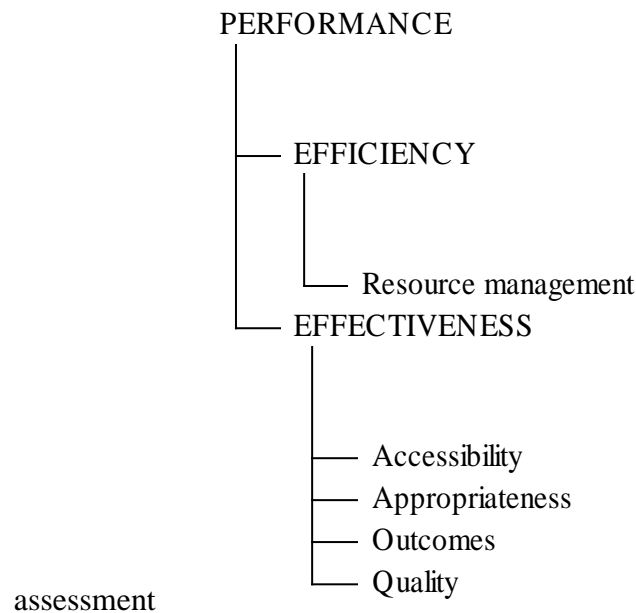 PERFORMANCE
EFFICIENCY
Resource management
EFFECTIVENESS
Accessibility
Appropriateness
Outcomes
Quality
assessment